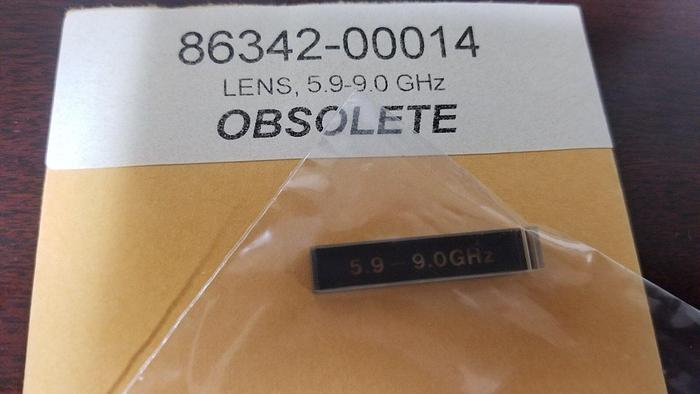 86342-00014
LENS, 5.9-9.0 GHz
OBSOLETE
5.9 - 9.0GHz